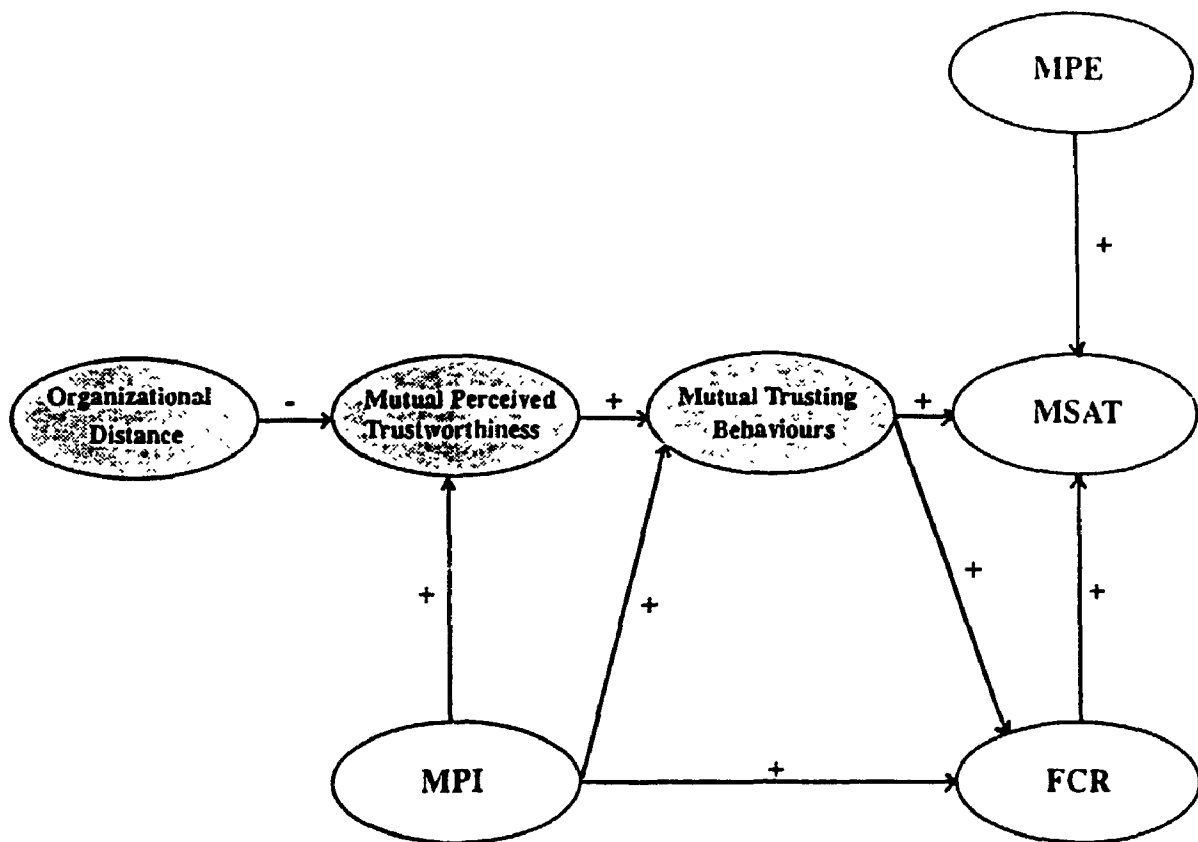 MPE
+
Organizational
Distance
-
Mutual Perceived
Trustworthiness
+
Mutual Trusting
Behaviours
+
MSAT
+
+
+
+
MPI
+
FCR